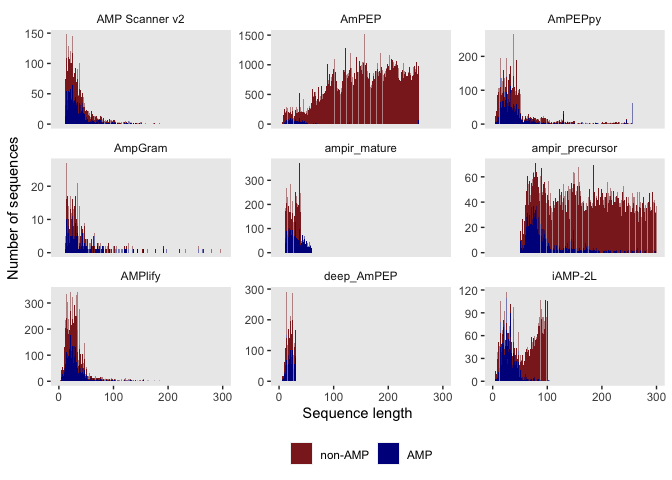 AMP Scanner v2 AmPEP AmPEPpy
150 100 50 0
1500 1000 500 0
200 100 0
Number of sequences
AmpGram ampir_mature ampir_precursor
20 10 0
300 200 100 0
60 40 20 0
AMPlify deep_AmPEP iAMP-2L
300 200 100 0
300 200 100 0
120 90 60 30 0
0 100 200 300 0 100 200 300 0 100 200 300
Sequence length
non-AMP AMP